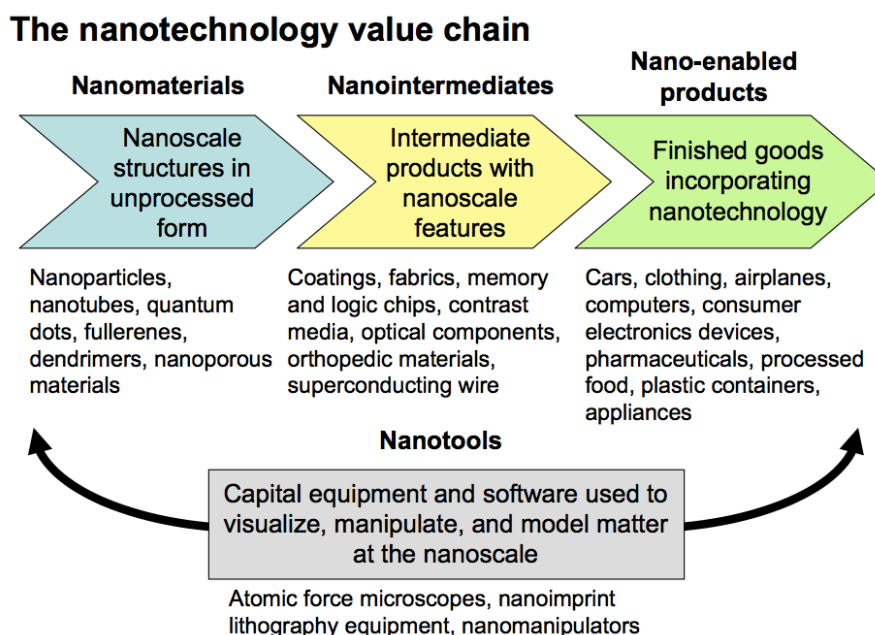 The nanotechnology value chain
Nanomaterials
Nanoscale
structures in
unprocessed
form
Nanoparticles,
nanotubes, quantum
dots, fullerenes,
dendrimers, nanoporous
materials
Nanointermediates
Intermediate
products with
nanoscale
features
Coatings, fabrics, memory
and logic chips, contrast
media, optical components,
orthopedic materials,
superconducting wire
Nano-enabled
products
Finished goods
incorporating
nanotechnology
Cars, clothing, airplanes,
computers, consumer
electronics devices,
pharmaceuticals, processed
food, plastic containers,
appliances
Nanotools
Capital equipment and software used to
visualize, manipulate, and model matter
at the nanoscale
Atomic force microscopes, nanoimprint
lithography equipment, nanomanipulators